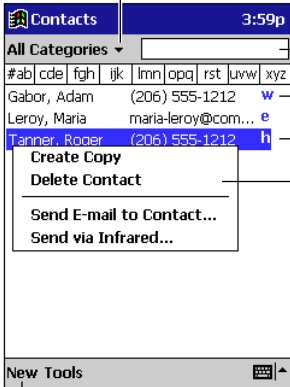 Contacts 3:59p
All Categories
#ab cde fgh ijk lmn opq rst uvw xyz
Gabor, Adam (206) 555-1212 w
Leroy, Maria maria-leroy@com... e
Tanner, Roger (206) 555-1212 h
Create Copy
Delete Contact
Send E-mail to Contact...
Send via Infrared...
New Tools